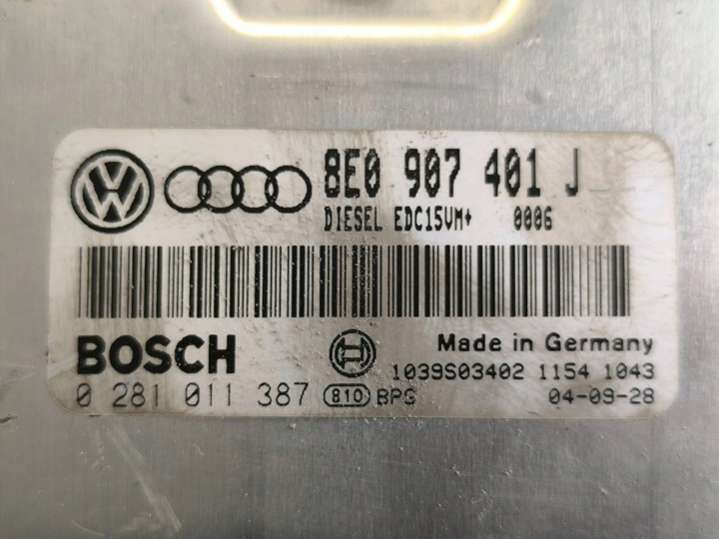 8E0 907 401 J
DIESEL EDC15VM+ 0006
BOSCH
Made in Germany
1039S03402 1154 1043
0 281 011 387 810 BPS 04-09-28